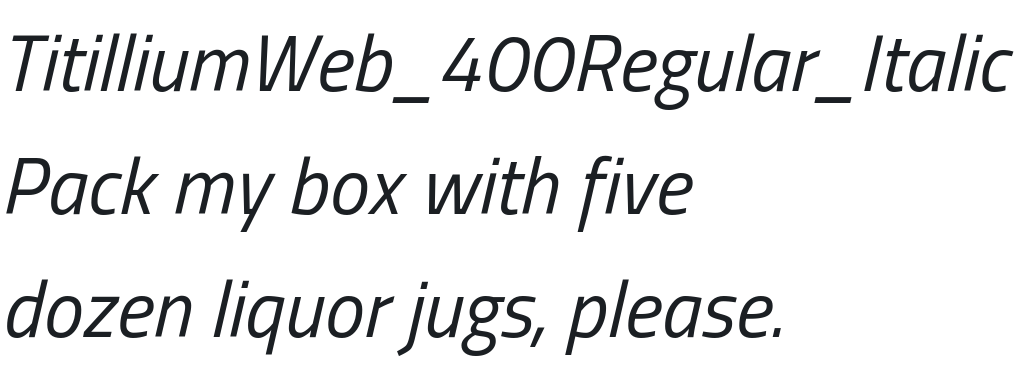 TitilliumWeb_400Regular_Italic
Pack my box with five
dozen liquor jugs, please.